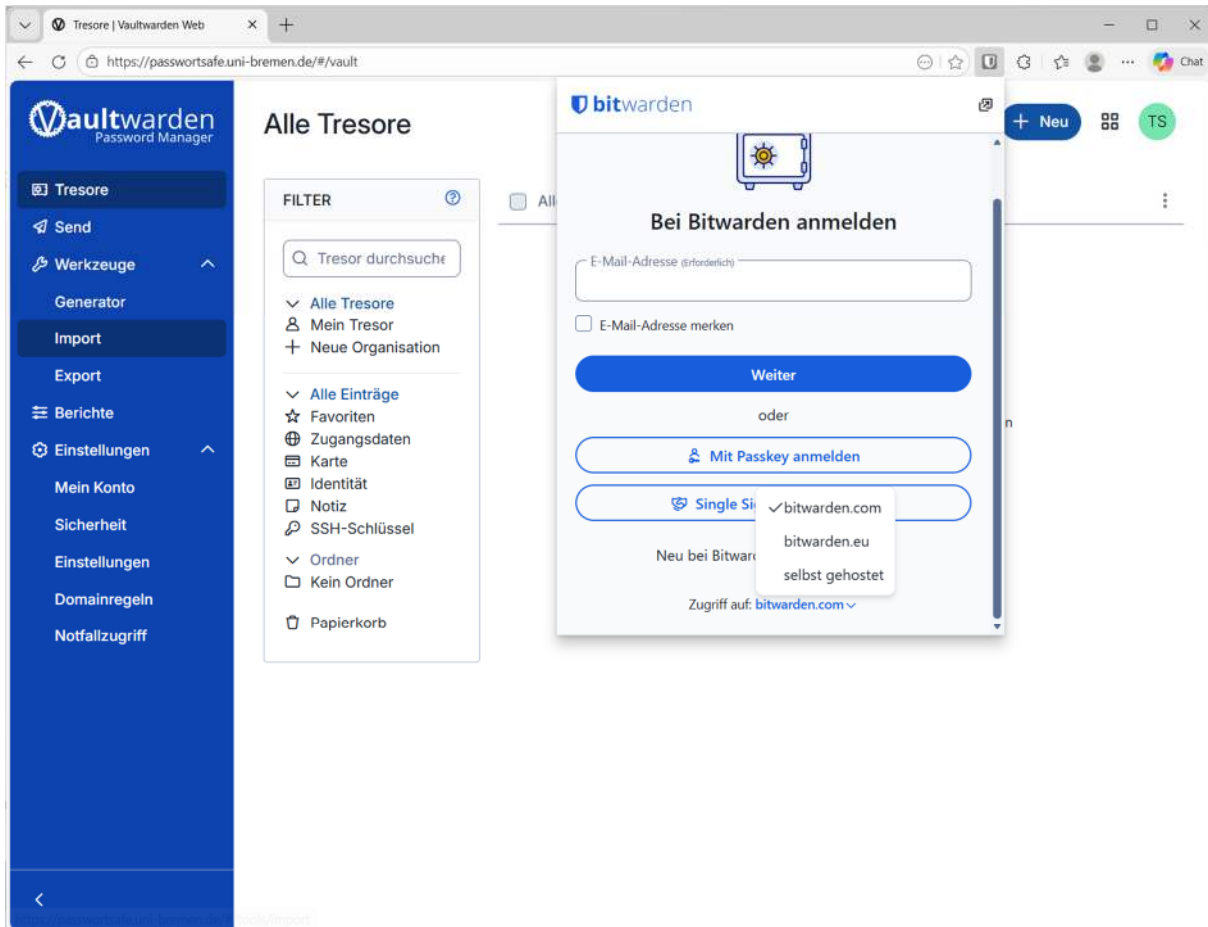 Tresore | Vaultwarden Web
https://passwortsafe.uni-bremen.de/#/vault
Chat
Vaultwarden
Password Manager
Tresore
Send
Werkzeuge
Generator
Import
Export
Berichte
Einstellungen
Mein Konto
Sicherheit
Einstellungen
Domainregeln
Notfallzugriff
Alle Tresore
FILTER
Tresor durchsuche
Alle Tresore
Mein Tresor
Neue Organisation
Alle Einträge
Favoriten
Zugangsdaten
Karte
Identität
Notiz
SSH-Schlüssel
Ordner
Kein Ordner
Papierkorb
All
Neu
TS
n
bitwarden
Bei Bitwarden anmelden
E-Mail-Adresse (Erforderlich)
E-Mail-Adresse merken
Weiter
oder
Mit Passkey anmelden
Single Si
bitwarden.com
bitwarden.eu
selbst gehostet
Neu bei Bitward
Zugriff auf: bitwarden.com